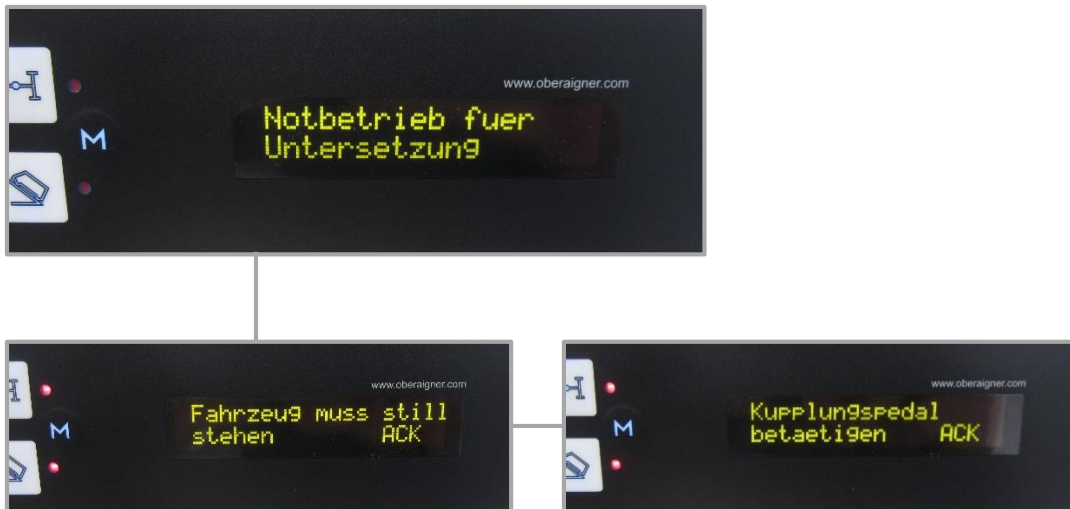 www.oberaigner.com
Notbetrieb fuer
Untersetzung
M
www.oberaigner.com
Fahrzeug muss still
stehen ACK
M
www.oberaigner.com
Kupplungspedal
betaetigen ACK
M